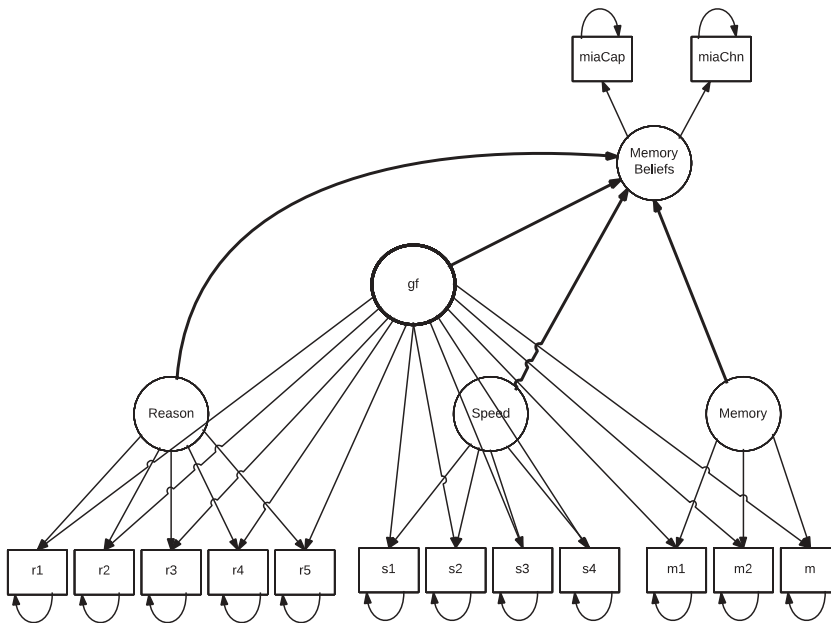 miaCap
miaChn
Memory
Beliefs
gf
Reason
Speed
Memory
r1
r2
r3
r4
r5
s1
s2
s3
s4
m1
m2
m